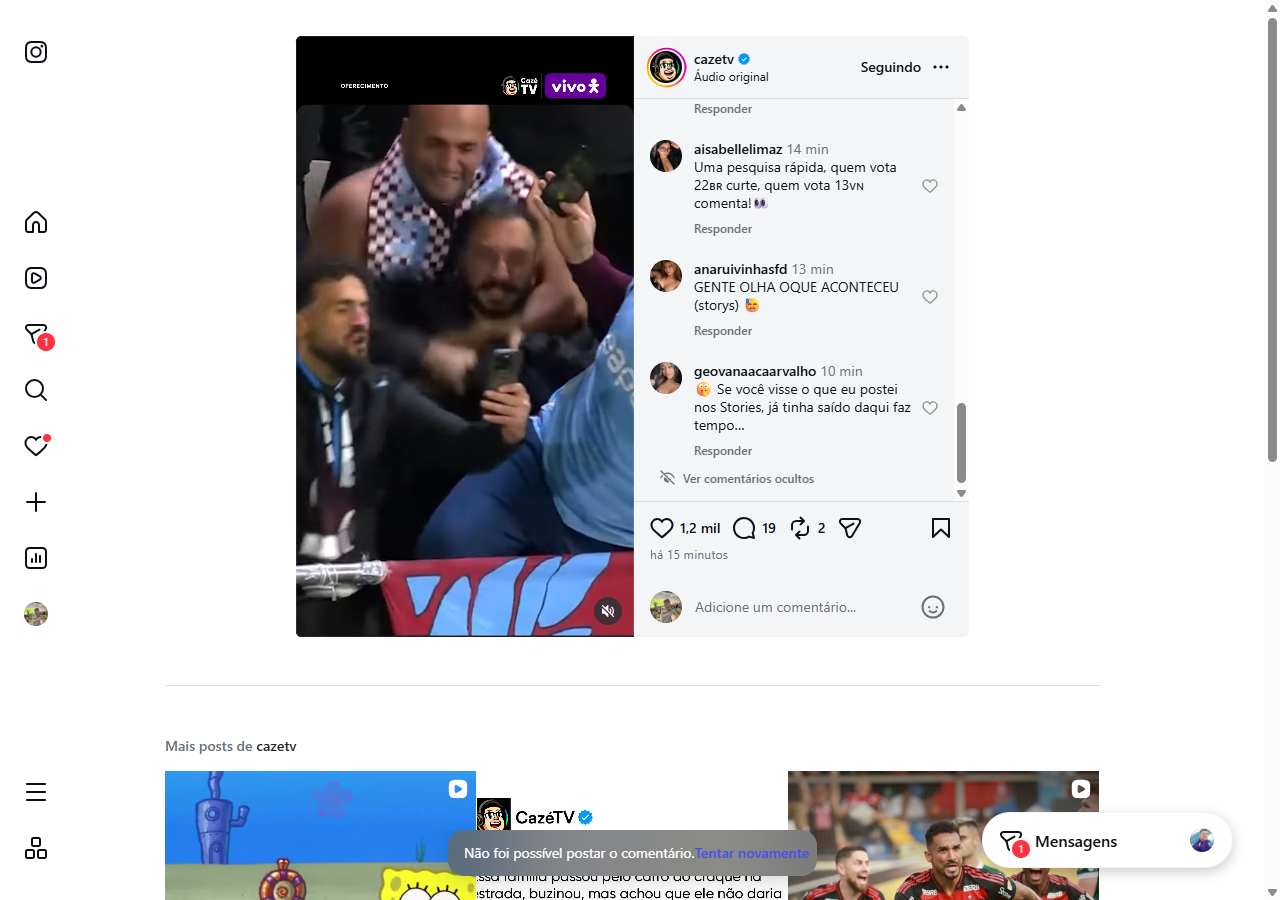 OFERECIMENTO
Cazé
TV
vivo
cazetv
Áudio original
Seguindo
Responder
aisabellelimaz 14 min
Uma pesquisa rápida, quem vota
22ʙʀ curte, quem vota 13ᴠɴ
comenta!👀
Responder
anaruivinhasfd 13 min
GENTE OLHA OQUE ACONTECEU
(storys) 🥳
Responder
geovanaacaarvalho 10 min
🫣 Se você visse o que eu postei
nos Stories, já tinha saído daqui faz
tempo...
Responder
Ver comentários ocultos
1,2 mil
19
2
há 15 minutos
Adicione um comentário...
1
Mais posts de cazetv
CazéTV
Não foi possível postar o comentário.Tentar novamente
essa família passou pelo carro do craque na
estrada, buzinou, mas achou que ele não daria
1
Mensagens